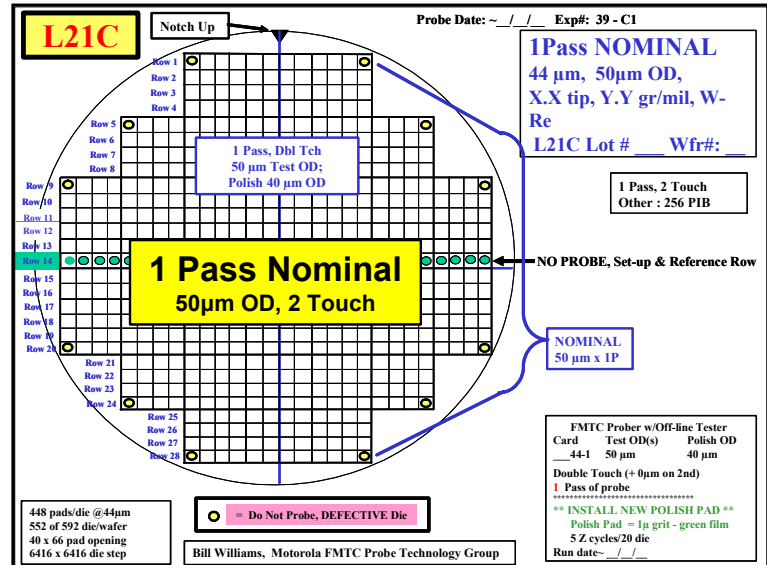 L21C
Notch Up
Probe Date: ~__/__/__ Exp#: 39 - C1
1Pass NOMINAL
44 µm, 50µm OD,
X.X tip, Y.Y gr/mil, W-
Re
L21C Lot # ___ Wfr#: __
1 Pass, 2 Touch
Other : 256 PIB
Row 1
Row 2
Row 3
Row 4
Row 5
Row 6
Row 7
Row 8
1 Pass, Dbl Tch
50 µm Test OD;
Polish 40 µm OD
Row 9
Row 10
Row 11
Row 12
Row 13
Row 14
NO PROBE, Set-up & Reference Row
1 Pass Nominal
50µm OD, 2 Touch
Row 15
Row 16
Row 17
Row 18
Row 19
Row 20
NOMINAL
50 µm x 1P
Row 21
Row 22
Row 23
Row 24
Row 25
Row 26
Row 27
Row 28
FMTC Prober w/Off-line Tester
Card Test OD(s) Polish OD
___44-1 50 µm 40 µm
Double Touch (+ 0µm on 2nd)
1 Pass of probe
**********************************
** INSTALL NEW POLISH PAD **
Polish Pad = 1µ grit - green film
5 Z cycles/20 die
Run date~ __/__/__
448 pads/die @44µm
552 of 592 die/wafer
40 x 66 pad opening
6416 x 6416 die step
= Do Not Probe, DEFECTIVE Die
Bill Williams, Motorola FMTC Probe Technology Group